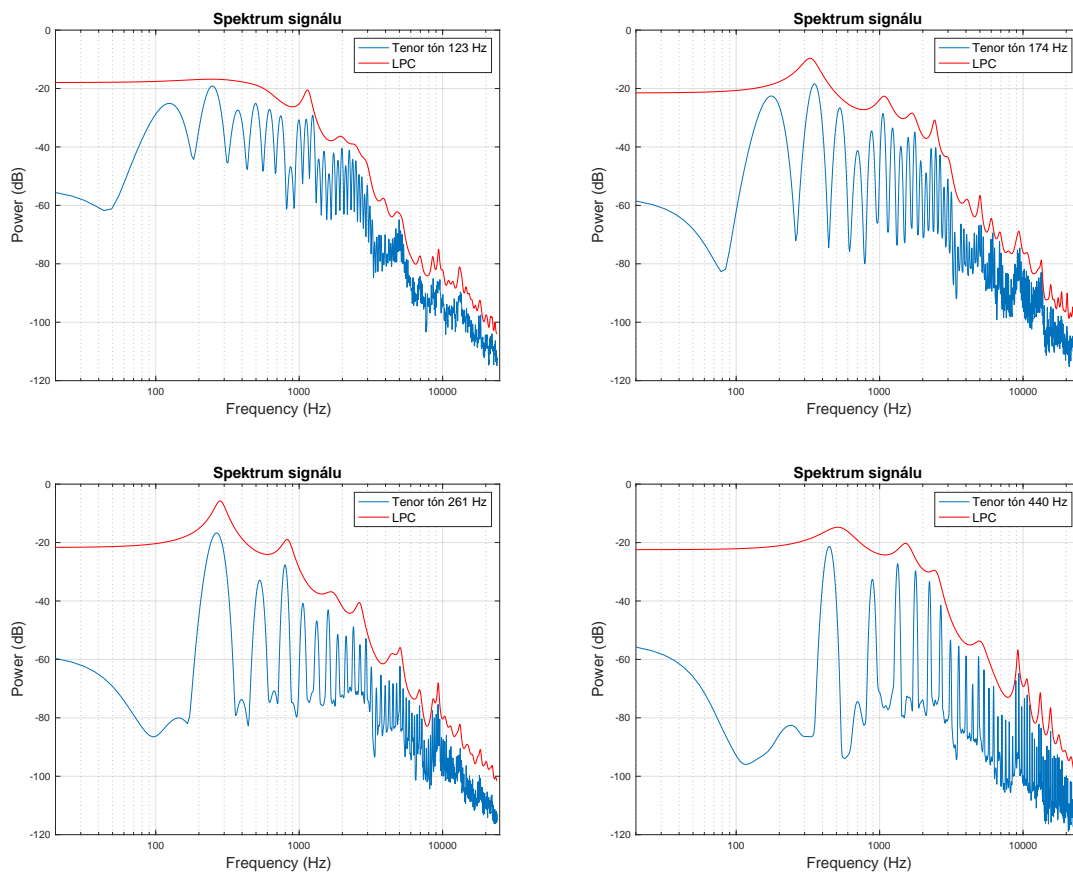 Spektrum signálu
0
-20
-40
-60
-80
-100
-120
Power (dB)
100
1000
10000
Frequency (Hz)
Tenor tón 123 Hz
LPC
Spektrum signálu
0
-20
-40
-60
-80
-100
-120
Power (dB)
100
1000
10000
Frequency (Hz)
Tenor tón 174 Hz
LPC
Spektrum signálu
0
-20
-40
-60
-80
-100
-120
Power (dB)
100
1000
10000
Frequency (Hz)
Tenor tón 261 Hz
LPC
Spektrum signálu
0
-20
-40
-60
-80
-100
-120
Power (dB)
100
1000
10000
Frequency (Hz)
Tenor tón 440 Hz
LPC